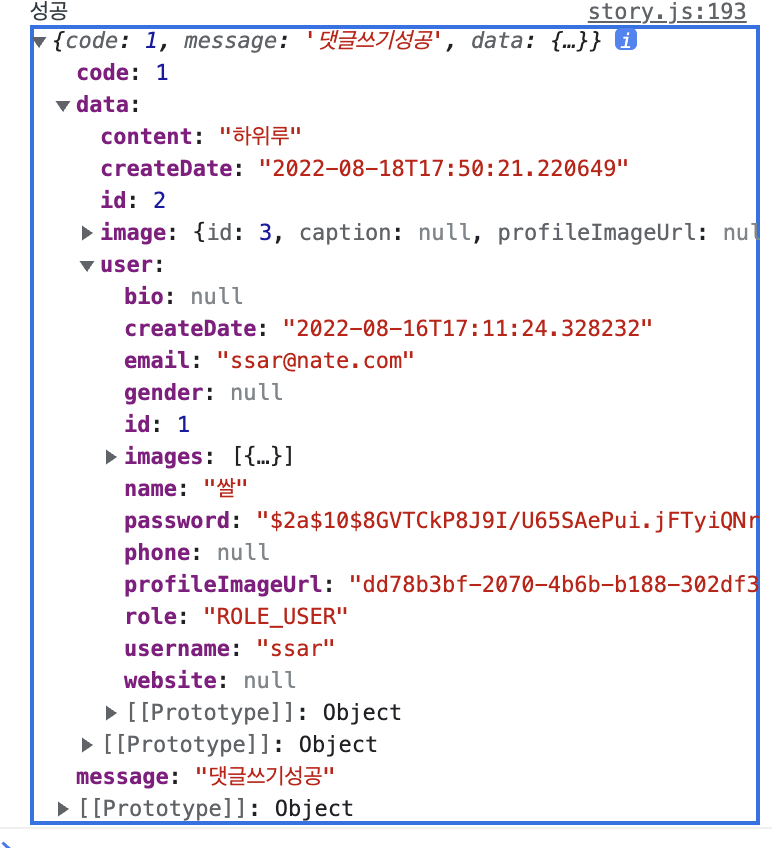 성공 story.js:193
▼{code: 1, message: '댓글쓰기성공', data: {…}} i
code: 1
▼data:
content: "하위루"
createDate: "2022-08-18T17:50:21.220649"
id: 2
▶image: {id: 3, caption: null, profileImageUrl: nul
▼user:
bio: null
createDate: "2022-08-16T17:11:24.328232"
email: "ssar@nate.com"
gender: null
id: 1
▶images: [{…}]
name: "쌀"
password: "$2a$10$8GVTCkP8J9I/U65SAePui.jFTyiQNr
phone: null
profileImageUrl: "dd78b3bf-2070-4b6b-b188-302df3
role: "ROLE_USER"
username: "ssar"
website: null
▶[[Prototype]]: Object
▶[[Prototype]]: Object
message: "댓글쓰기성공"
▶[[Prototype]]: Object